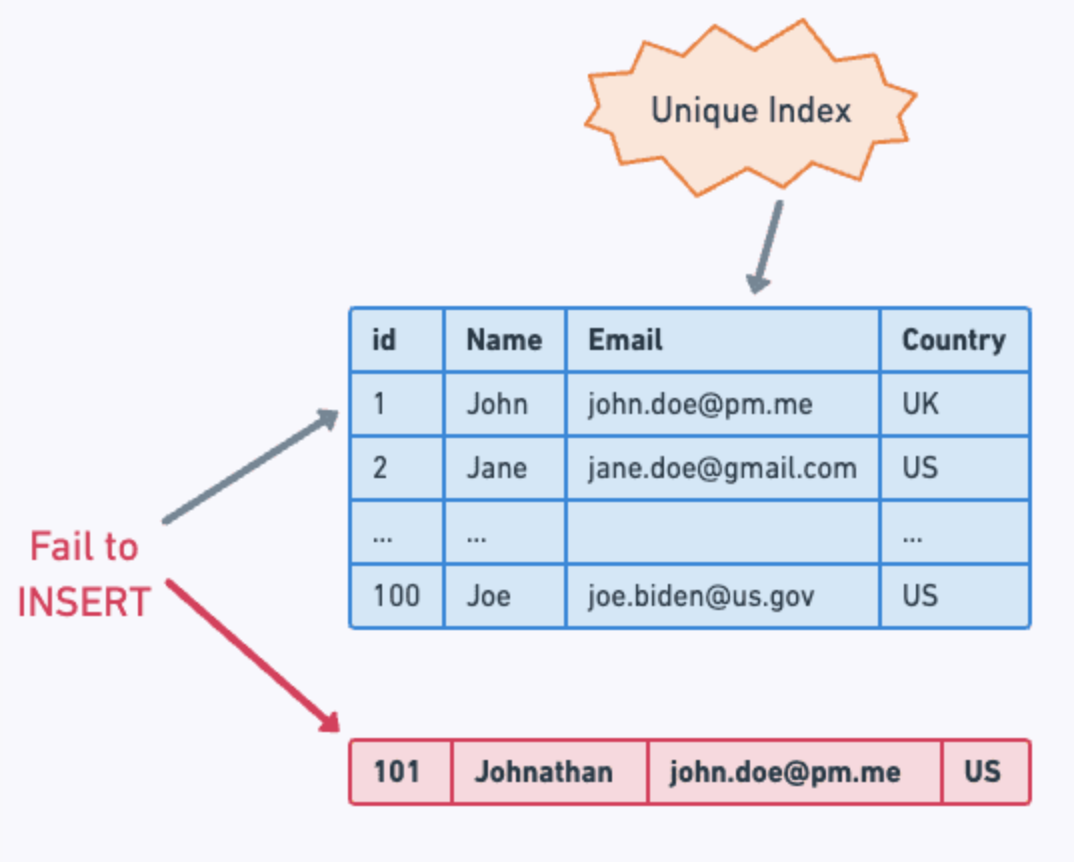 Unique Index
id Name Email Country
1 John john.doe@pm.me UK
2 Jane jane.doe@gmail.com US
... ... ...
100 Joe joe.biden@us.gov US
Fail to
INSERT
101 Johnathan john.doe@pm.me US